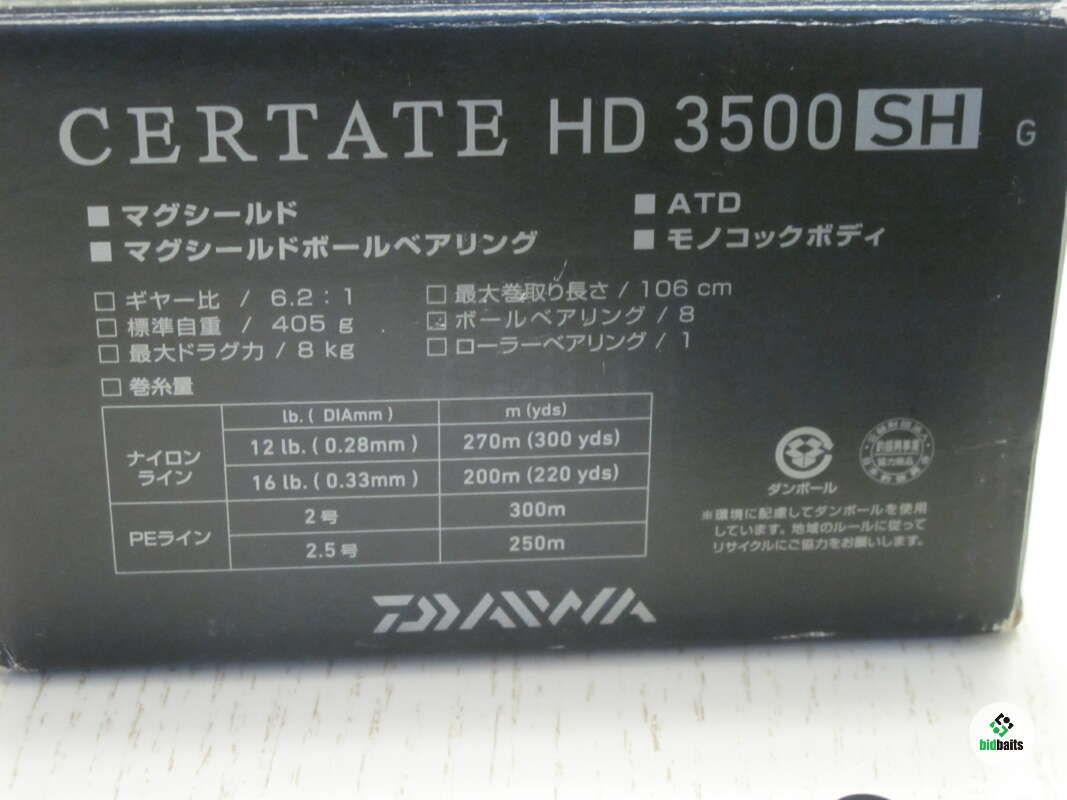 CERTATE HD 3500 SH G
■ マグシールド
■ ATD
■ マグシールドボールベアリング
■ モノコックボディ
□ ギヤー比 / 6.2:1
□ 最大巻取り長さ / 106 cm
□ 標準自重 / 405 g
□ ボールベアリング / 8
□ 最大ドラグ力 / 8 kg
□ ローラーベアリング / 1
□ 巻糸量
lb. ( DIAmm ) m (yds)
ナイロン
ライン
12 lb. ( 0.28mm ) 270m (300 yds)
16 lb. ( 0.33mm ) 200m (220 yds)
PEライン
2号 300m
2.5号 250m
ダンボール
※環境に配慮してダンボールを使用
しています。地域のルールに従って
リサイクルにご協力をお願いします。
DAIWA
bidbaits